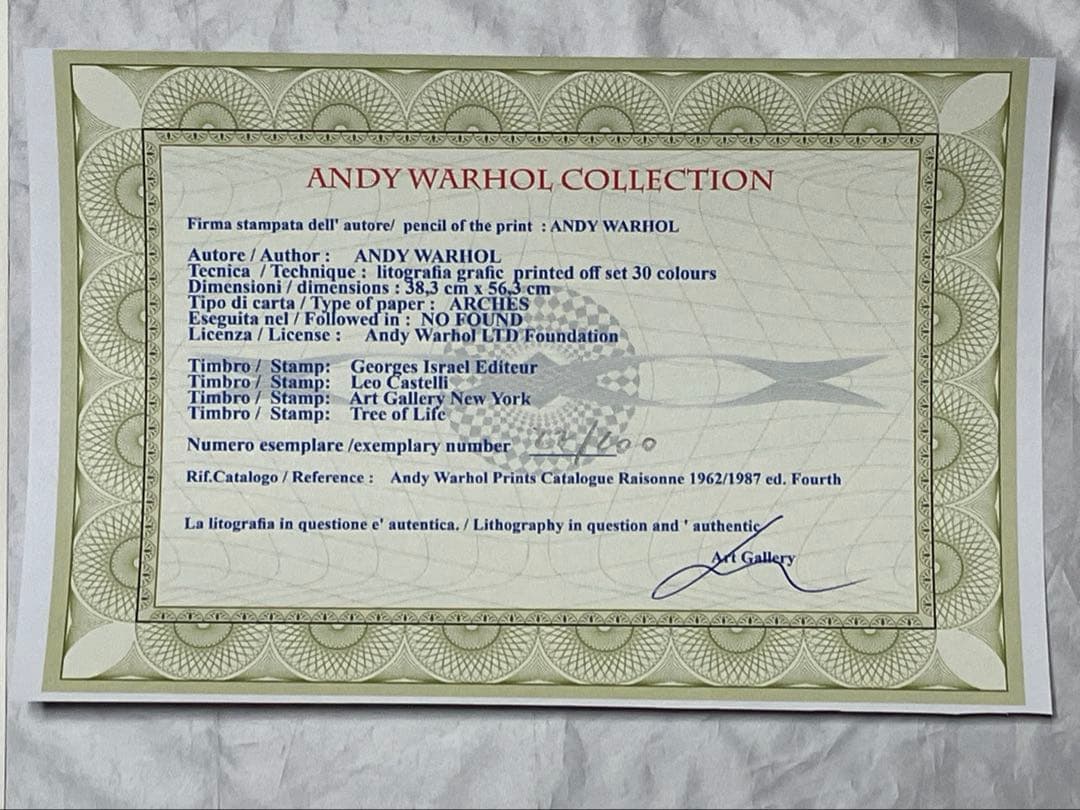 ANDY WARHOL COLLECTION
Firma stampata dell' autore/ pencil of the print : ANDY WARHOL
Autore / Author : ANDY WARHOL
Tecnica / Technique : litografia grafic printed off set 30 colours
Dimensioni / dimensions : 38,3 cm x 56,3 cm
Tipo di carta / Type of paper : ARCHES
Eseguita nel / Followed in : NO FOUND
Licenza / License : Andy Warhol LTD Foundation
Timbro / Stamp: Georges Israel Editeur
Timbro / Stamp: Leo Castelli
Timbro / Stamp: Art Gallery New York
Timbro / Stamp: Tree of Life
Numero esemplare /exemplary number
Rif.Catalogo / Reference : Andy Warhol Prints Catalogue Raisonne 1962/1987 ed. Fourth
La litografia in questione e' autentica. / Lithography in question and ' authentic
Art Gallery